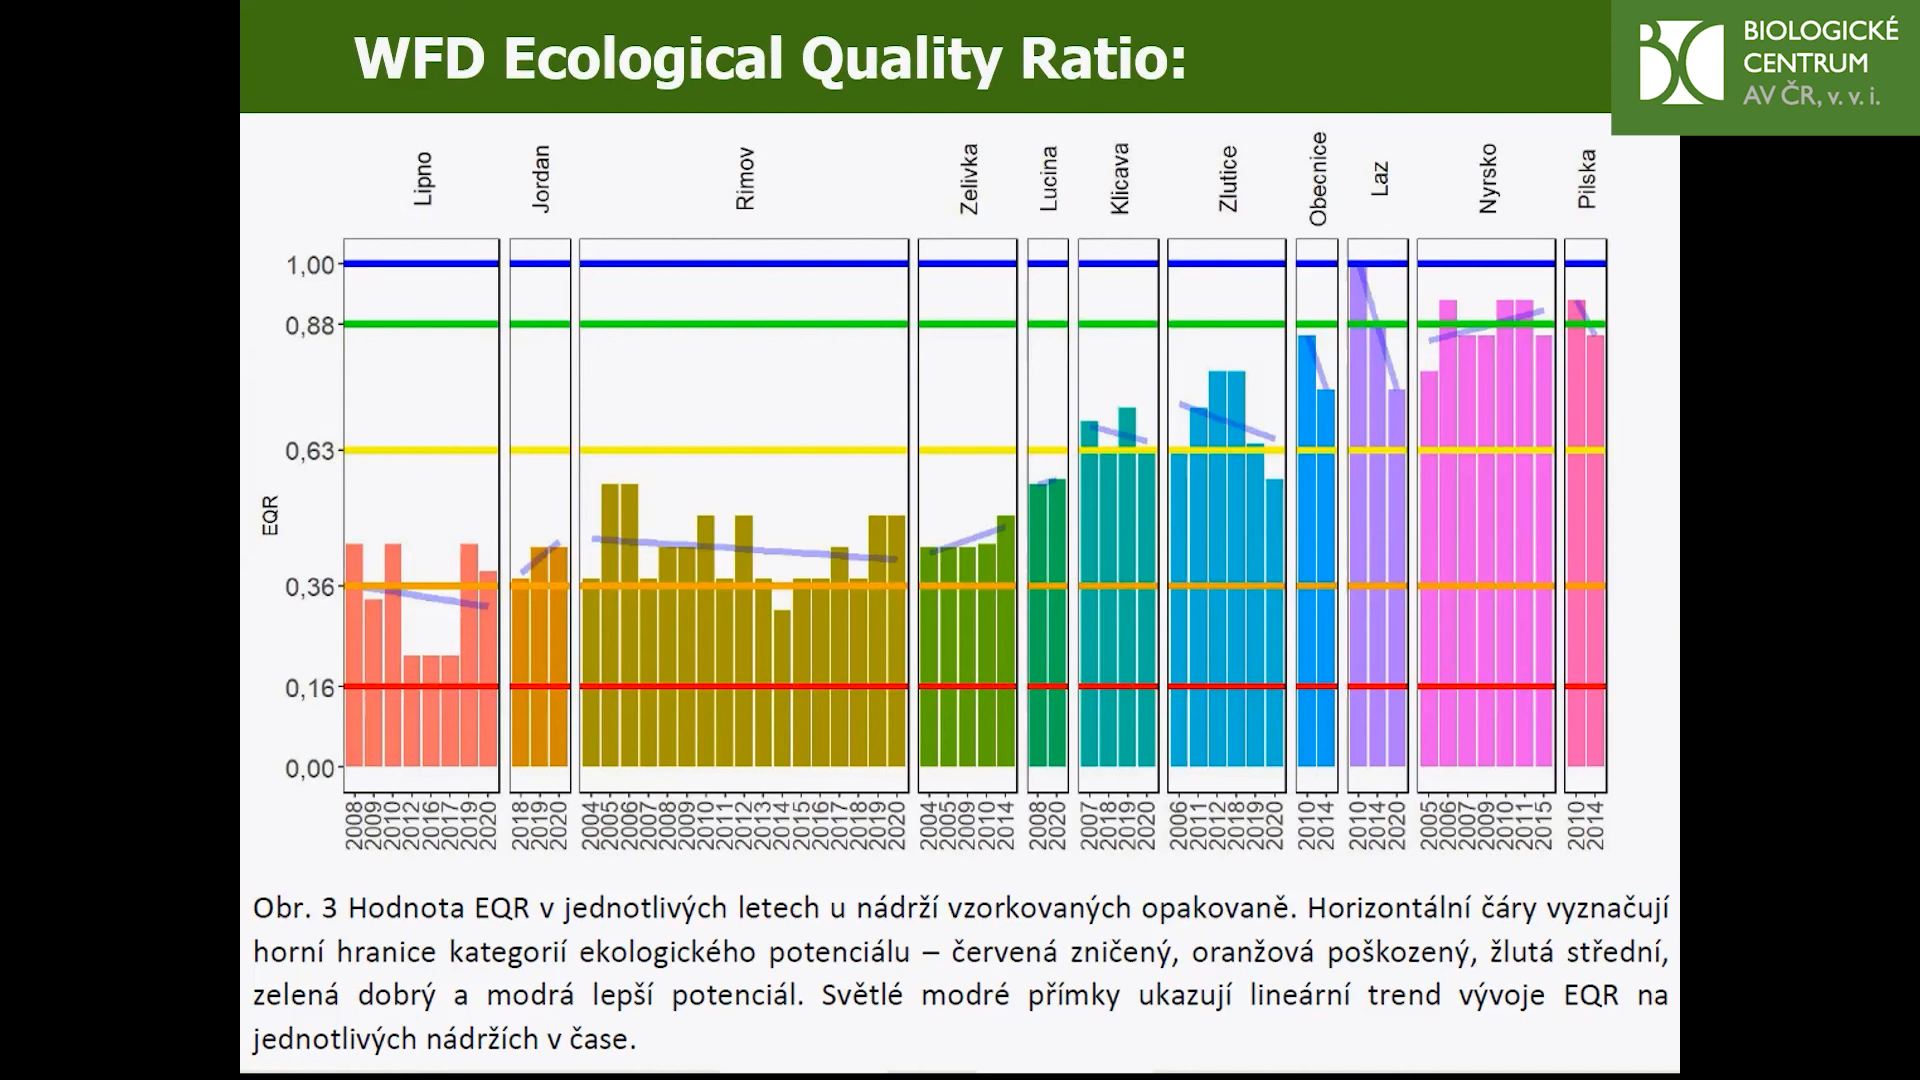 WFD Ecological Quality Ratio:
BIOLOGICKÉ
CENTRUM
AV ČR, v. v. i.
Lipno
Jordan
Rimov
Zelivka
Lucina
Klicava
Zlutice
Obecnice
Laz
Nyrsko
Pilska
1,00
0,88
0,63
0,36
0,16
0,00
EQR
2008 2009 2010 2012 2016 2017 2019 2020
2018 2019 2020
2004 2005 2006 2007 2008 2009 2010 2011 2012 2013 2014 2015 2016 2017 2018 2019 2020
2004 2005 2009 2010 2014
2008 2020
2007 2018 2019 2020
2006 2011 2012 2018 2019 2020
2010 2014
2010 2014 2020
2005 2006 2007 2009 2010 2011 2015
2010 2014
Obr. 3 Hodnota EQR v jednotlivých letech u nádrží vzorkovaných opakovaně. Horizontální čáry vyznačují
horní hranice kategorií ekologického potenciálu – červená zničený, oranžová poškozený, žlutá střední,
zelená dobrý a modrá lepší potenciál. Světlé modré přímky ukazují lineární trend vývoje EQR na
jednotlivých nádržích v čase.